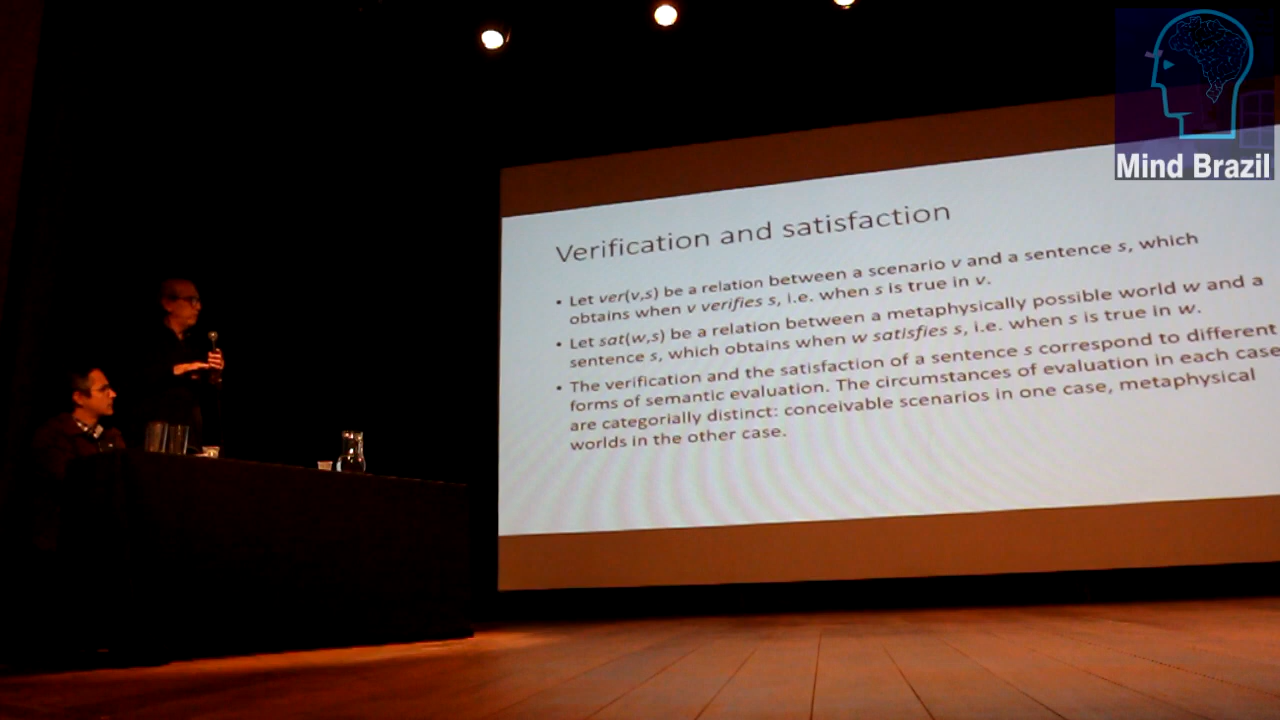 Mind Brazil
Verification and satisfaction
• Let ver(v,s) be a relation between a scenario v and a sentence s, which
obtains when v verifies s, i.e. when s is true in v.
• Let sat(w,s) be a relation between a metaphysically possible world w and a
sentence s, which obtains when w satisfies s, i.e. when s is true in w.
• The verification and the satisfaction of a sentence s correspond to different
forms of semantic evaluation. The circumstances of evaluation in each case
are categorially distinct: conceivable scenarios in one case, metaphysical
worlds in the other case.